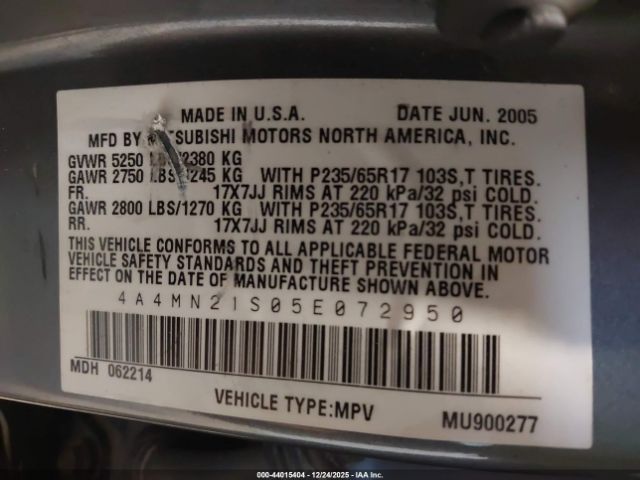 MADE IN U.S.A. DATE JUN. 2005
MFD BY MITSUBISHI MOTORS NORTH AMERICA, INC.
GVWR 5250 LBS/2380 KG
GAWR 2750 LBS/1245 KG WITH P235/65R17 103S,T TIRES.
FR. 17X7JJ RIMS AT 220 kPa/32 psi COLD.
GAWR 2800 LBS/1270 KG WITH P235/65R17 103S,T TIRES.
RR. 17X7JJ RIMS AT 220 kPa/32 psi COLD.
THIS VEHICLE CONFORMS TO ALL APPLICABLE FEDERAL MOTOR
VEHICLE SAFETY STANDARDS AND THEFT PREVENTION STANDARD IN
EFFECT ON THE DATE OF MANUFACTURE SHOWN ABOVE.
4A4MN21S05E072950
MDH 062214
VEHICLE TYPE:MPV
MU900277
000-44015404 • 12/24/2025 - IAAI.COM